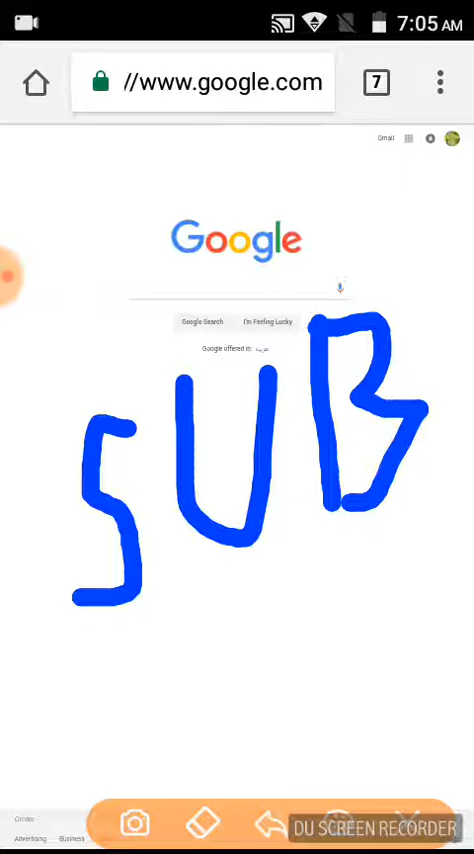 7:05 AM
//www.google.com
7
Gmail
Google
Google Search I'm Feeling Lucky
Google offered in: العربية
SUB
Advertising Business
DU SCREEN RECORDER